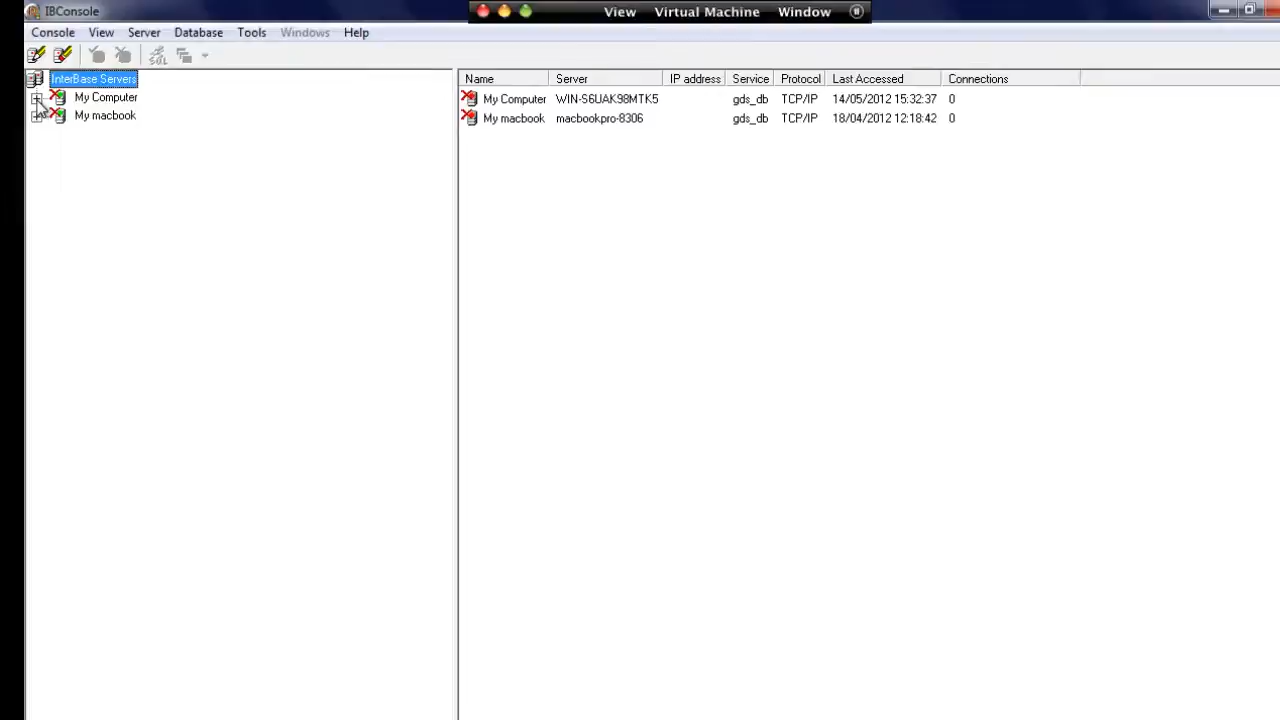 IBConsole
View Virtual Machine Window
Console View Server Database Tools Windows Help
SQL
InterBase Servers
My Computer
My macbook
Name Server IP address Service Protocol Last Accessed Connections
My Computer WIN-S6UAK98MTK5 gds_db TCP/IP 14/05/2012 15:32:37 0
My macbook macbookpro-8306 gds_db TCP/IP 18/04/2012 12:18:42 0